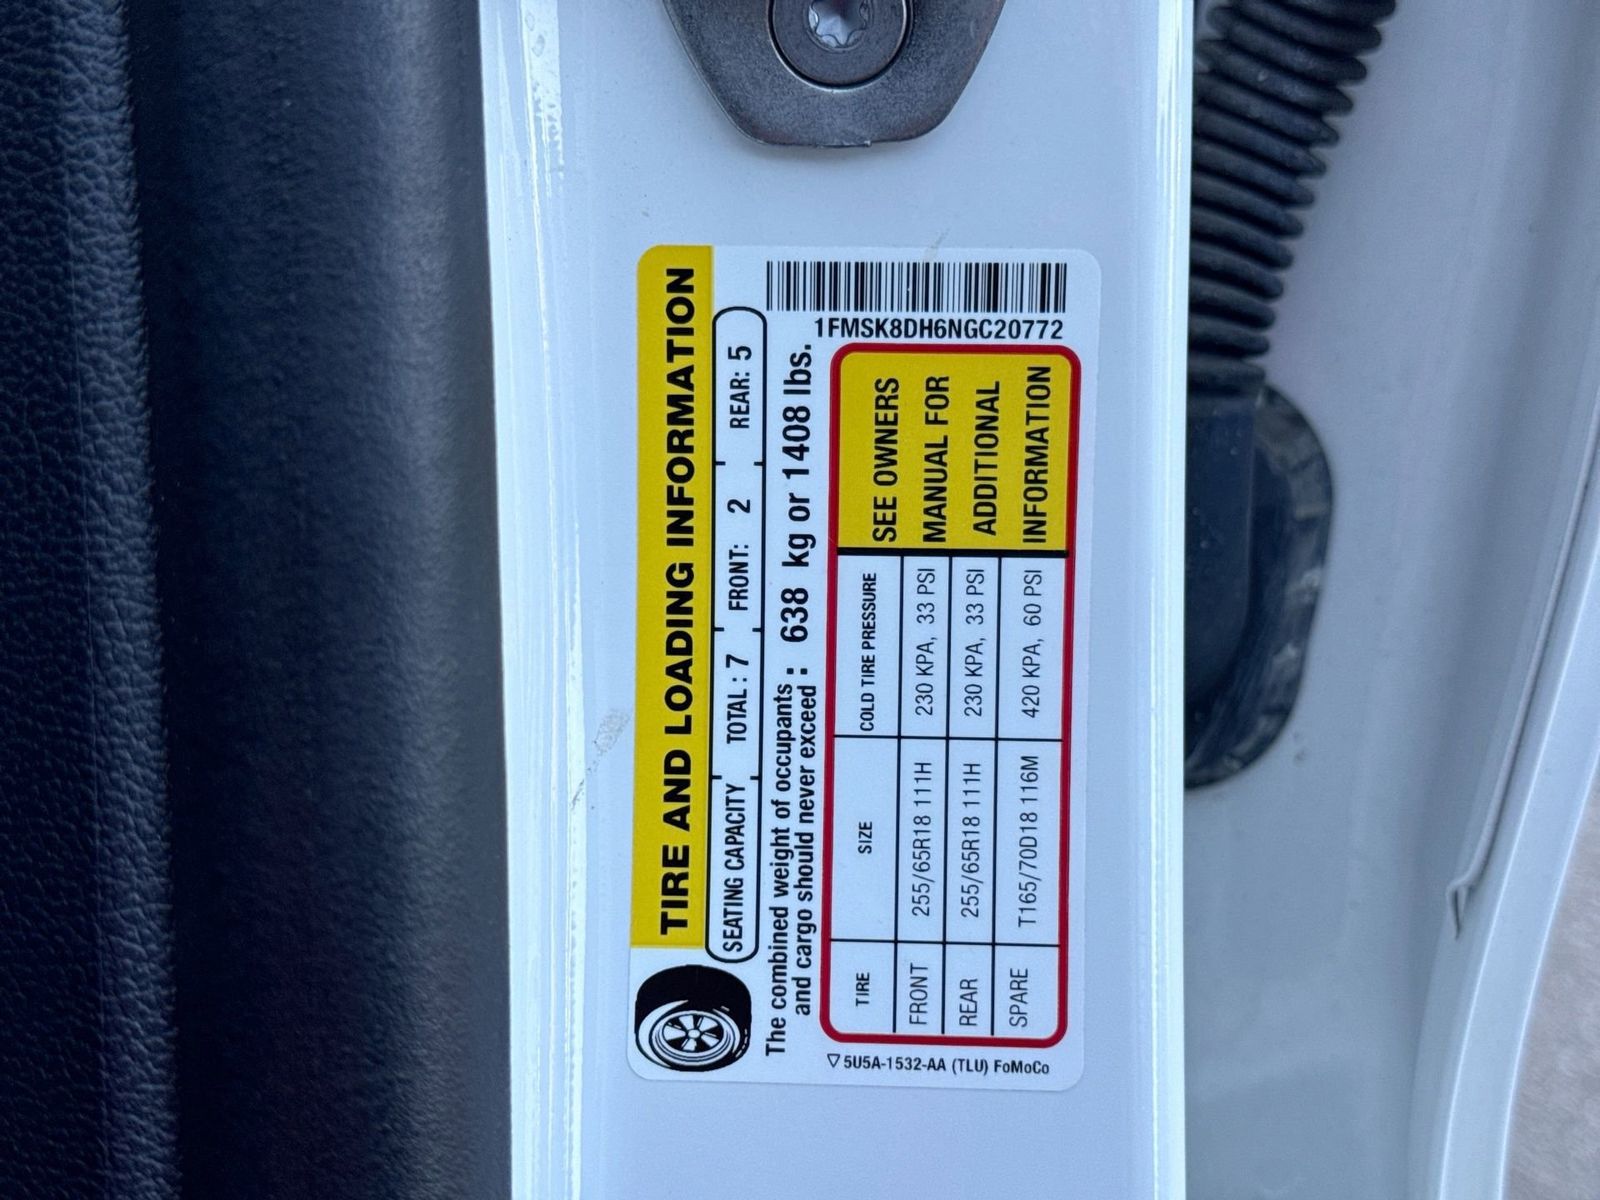 TIRE AND LOADING INFORMATION
SEATING CAPACITY TOTAL : 7 FRONT: 2 REAR: 5
The combined weight of occupants
and cargo should never exceed : 638 kg or 1408 lbs.
1FMSK8DH6NGC20772
TIRE SIZE COLD TIRE PRESSURE
FRONT 255/65R18 111H 230 KPA, 33 PSI
REAR 255/65R18 111H 230 KPA, 33 PSI
SPARE T165/70D18 116M 420 KPA, 60 PSI
SEE OWNERS
MANUAL FOR
ADDITIONAL
INFORMATION
5U5A-1532-AA (TLU) FoMoCo